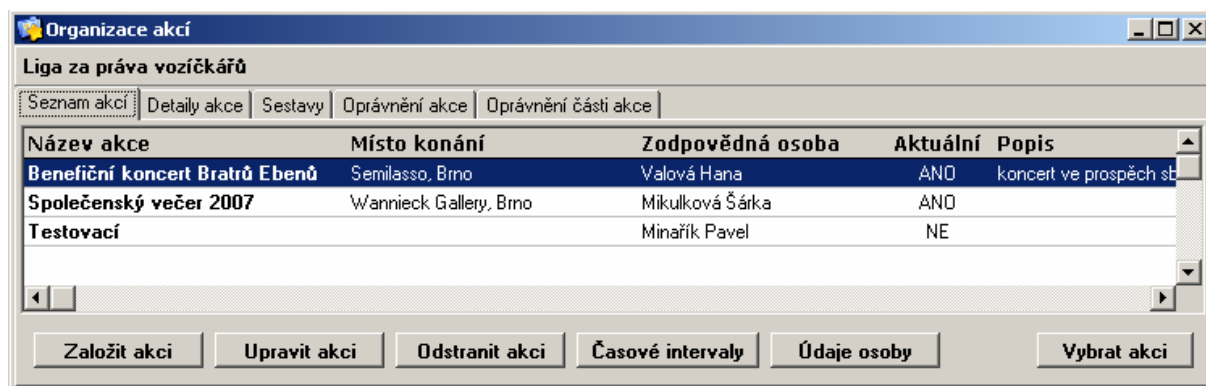 Organizace akcí
Liga za práva vozíčkářů
Seznam akcí Detaily akce Sestavy Oprávnění akce Oprávnění části akce
Název akce Místo konání Zodpovědná osoba Aktuální Popis
Benefiční koncert Bratrů Ebenů Semilasso, Brno Valová Hana ANO koncert ve prospěch sb
Společenský večer 2007 Wannieck Gallery, Brno Mikulková Šárka ANO
Testovací Minařík Pavel NE
Založit akci Upravit akci Odstranit akci Časové intervaly Údaje osoby Vybrat akci